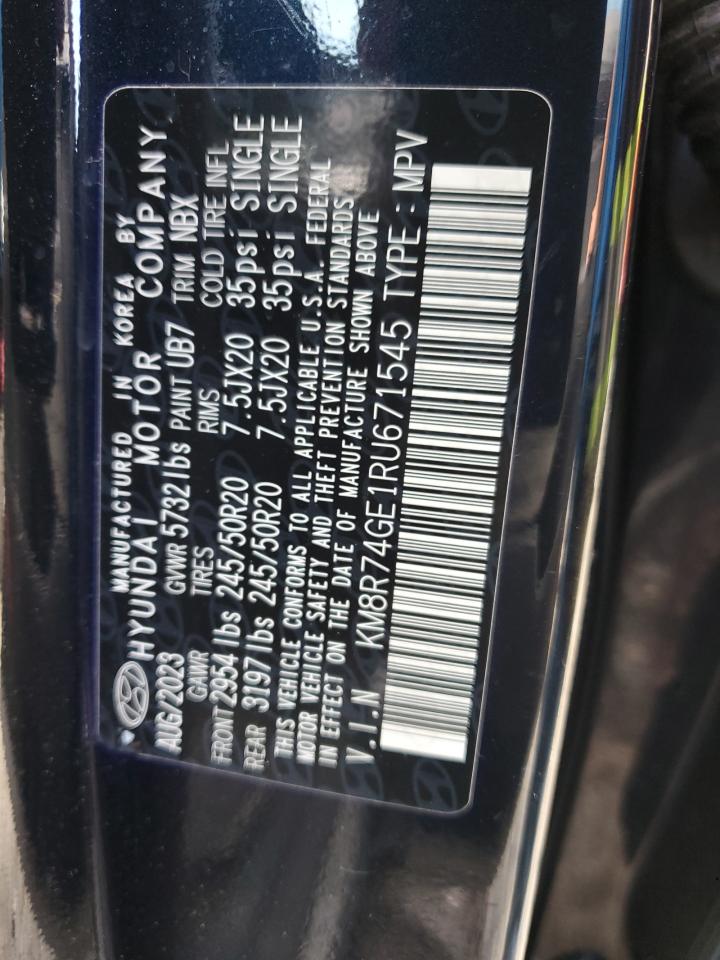 MANUFACTURED IN KOREA BY
HYUNDAI MOTOR COMPANY
AUG/2023 GVWR 5732lbs PAINT UB7 TRIM NBX
GAWR TIRES RIMS COLD TIRE INFL
FRONT 2954lbs 245/50R20 7.5JX20 35psi SINGLE
REAR 3197lbs 245/50R20 7.5JX20 35psi SINGLE
THIS VEHICLE CONFORMS TO ALL APPLICABLE U.S.A. FEDERAL
MOTOR VEHICLE SAFETY AND THEFT PREVENTION STANDARDS
IN EFFECT ON THE DATE OF MANUFACTURE SHOWN ABOVE
V.I.N KM8R74GE1RU671545 TYPE : MPV